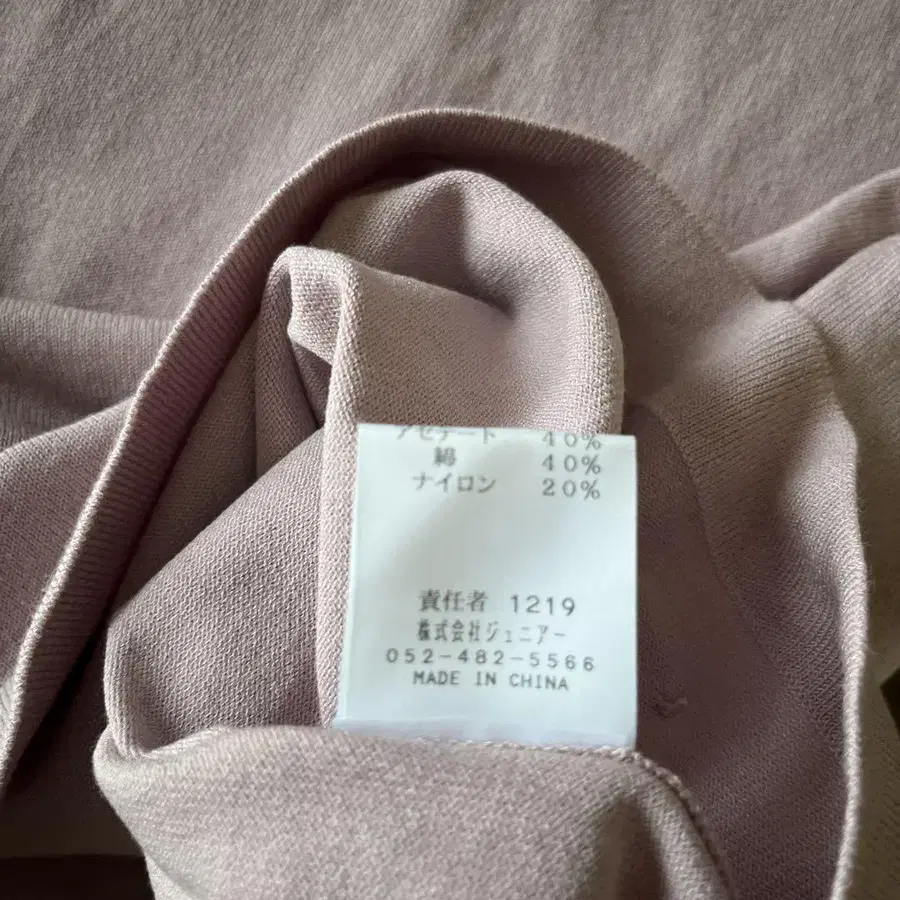 アセテート 40%
綿 40%
ナイロン 20%
責任者 1219
株式会社ジェニアー
052-482-5566
MADE IN CHINA